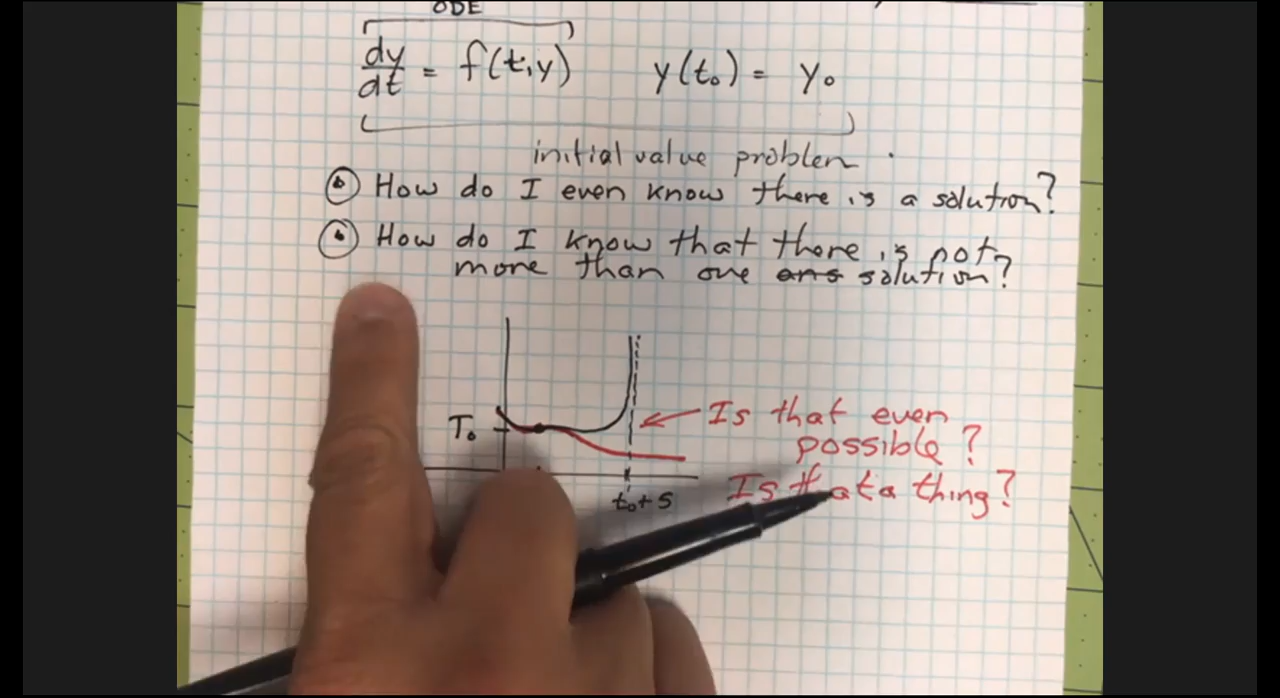 ODE
dy/dt = f(t,y) y(t₀) = y₀
initial value problem.
How do I even know there is a solution?
How do I know that there is not
more than one solution?
T₀
Is that even
possible?
Is that a thing?
t₀+5